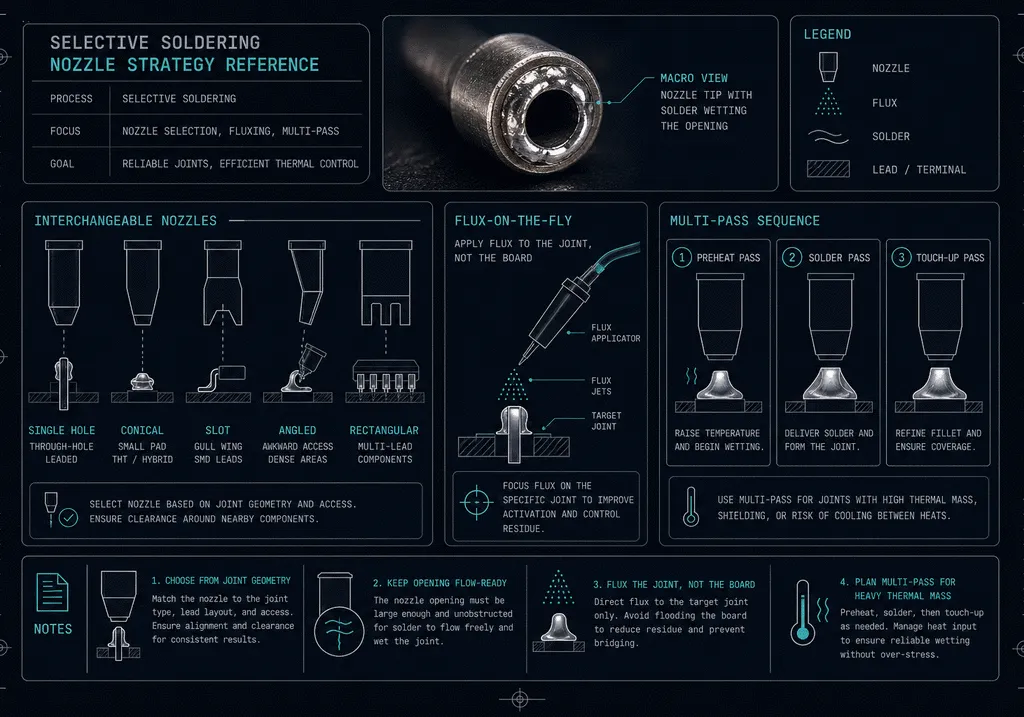 SELECTIVE SOLDERING
NOZZLE STRATEGY REFERENCE
PROCESS SELECTIVE SOLDERING
FOCUS NOZZLE SELECTION, FLUXING, MULTI-PASS
GOAL RELIABLE JOINTS, EFFICIENT THERMAL CONTROL
MACRO VIEW
NOZZLE TIP WITH
SOLDER WETTING
THE OPENING
LEGEND
NOZZLE
FLUX
SOLDER
LEAD / TERMINAL
INTERCHANGEABLE NOZZLES
SINGLE HOLE
THROUGH-HOLE
LEADED
CONICAL
SMALL PAD
THT / HYBRID
SLOT
GULL WING
SMD LEADS
ANGLED
AWKWARD ACCESS
DENSE AREAS
RECTANGULAR
MULTI-LEAD
COMPONENTS
SELECT NOZZLE BASED ON JOINT GEOMETRY AND ACCESS.
ENSURE CLEARANCE AROUND NEARBY COMPONENTS.
FLUX-ON-THE-FLY
APPLY FLUX TO THE JOINT,
NOT THE BOARD
FLUX
APPLICATOR
FLUX
JETS
TARGET
JOINT
FOCUS FLUX ON THE
SPECIFIC JOINT TO IMPROVE
ACTIVATION AND CONTROL
RESIDUE.
MULTI-PASS SEQUENCE
1 PREHEAT PASS
RAISE TEMPERATURE
AND BEGIN WETTING.
2 SOLDER PASS
DELIVER SOLDER AND
FORM THE JOINT.
3 TOUCH-UP PASS
REFINE FILLET AND
ENSURE COVERAGE.
USE MULTI-PASS FOR JOINTS WITH HIGH THERMAL MASS,
SHIELDING, OR RISK OF COOLING BETWEEN HEATS.
NOTES
1. CHOOSE FROM JOINT GEOMETRY
Match the nozzle to the joint
type, lead layout, and access.
Ensure alignment and clearance
for consistent results.
2. KEEP OPENING FLOW-READY
The nozzle opening must be
large enough and unobstructed
for solder to flow freely and
wet the joint.
3. FLUX THE JOINT, NOT THE BOARD
Direct flux to the target joint
only. Avoid flooding the board
to reduce residue and prevent
bridging.
4. PLAN MULTI-PASS FOR
HEAVY THERMAL MASS
Preheat, solder, then touch-up
as needed. Manage heat input
to ensure reliable wetting
without over-stress.